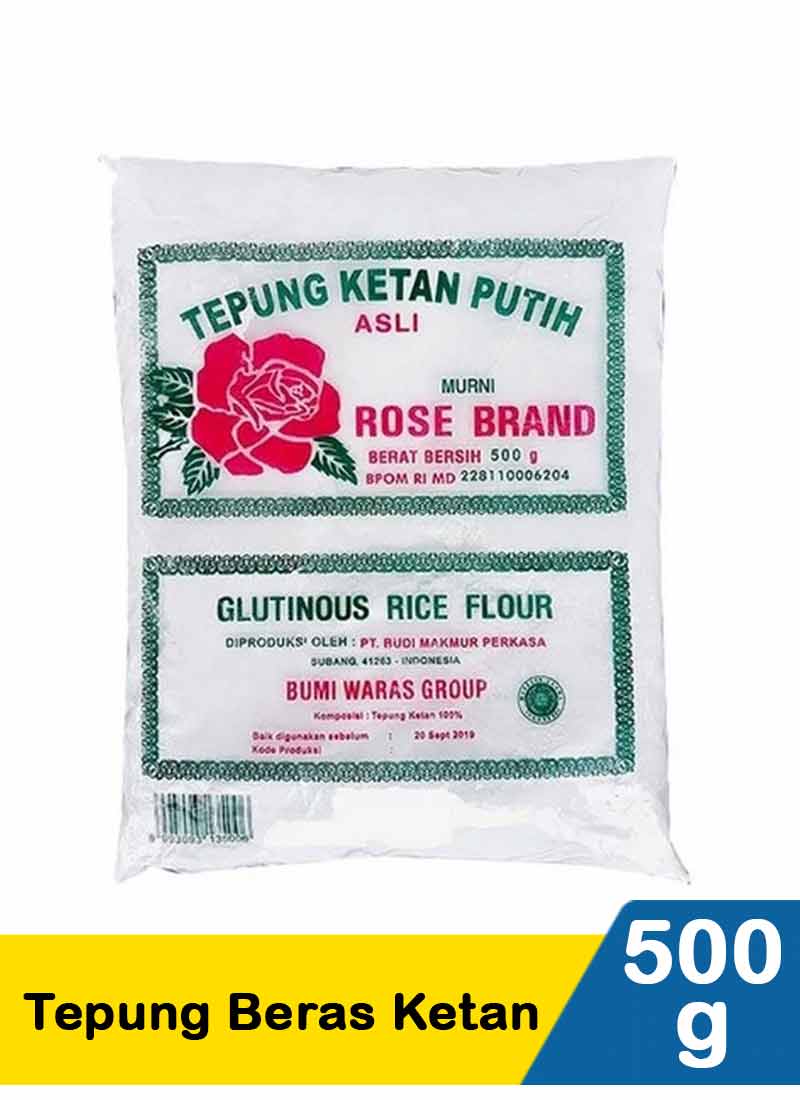 TEPUNG KETAN PUTIH
ASLI
MURNI
ROSE BRAND
BERAT BERSIH 500 g
BPOM RI MD 228110006204
GLUTINOUS RICE FLOUR
DIPRODUKSI OLEH : PT. BUDI MAKMUR PERKASA
SUBANG, 41263 - INDONESIA
BUMI WARAS GROUP
Komposisi : Tepung Ketan 100%
Baik digunakan sebelum : 20 Sept 2019
Kode Produksi :
Tepung Beras Ketan
500
g